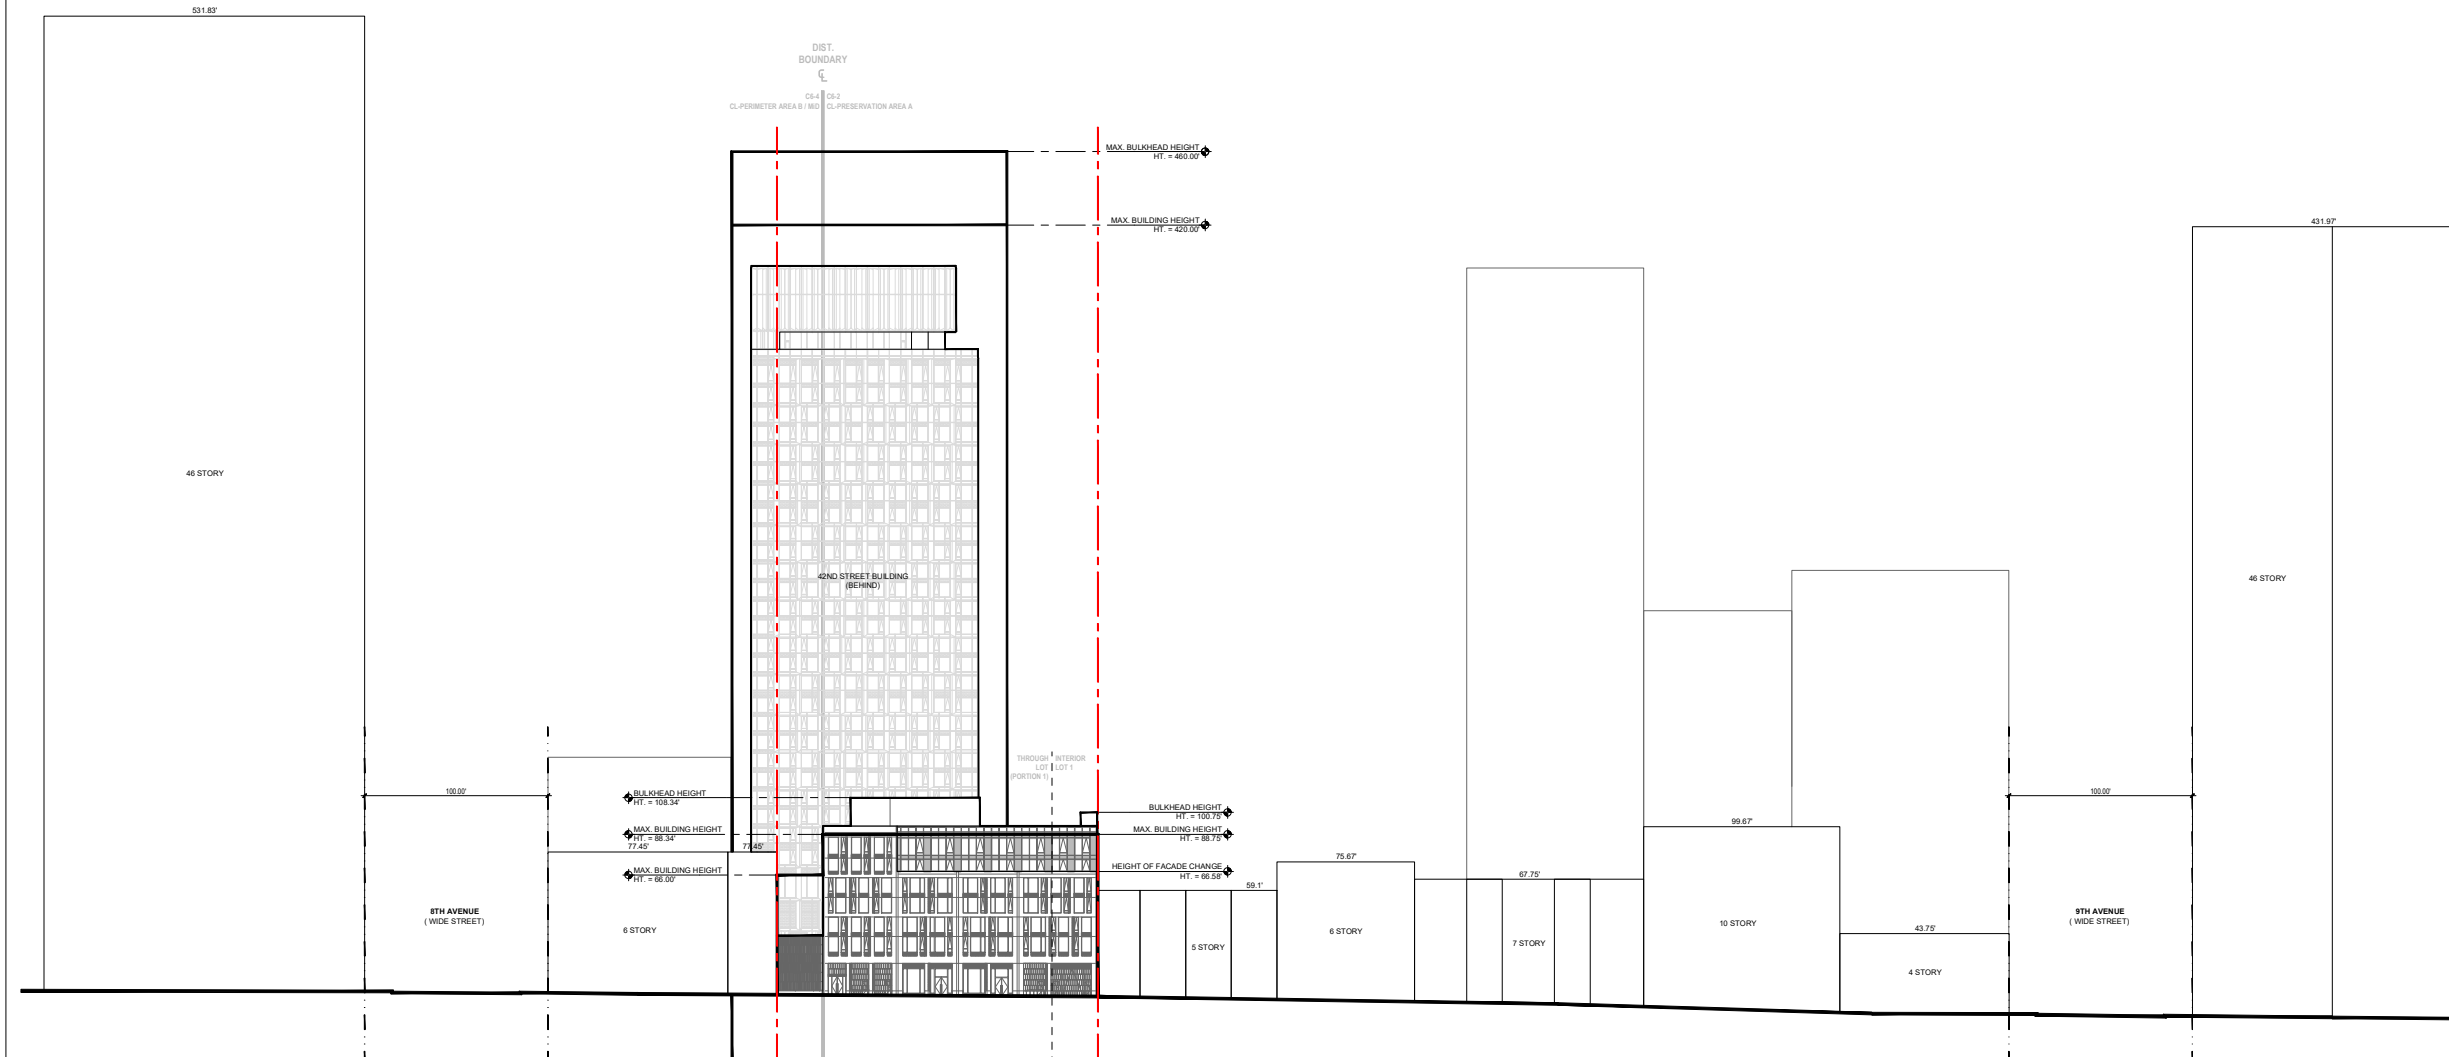 531.83'
DIST.
BOUNDARY
CL
C6-4 C6-2
CL-PERIMETER AREA B / MID CL-PRESERVATION AREA A
MAX. BULKHEAD HEIGHT
HT. = 460.00'
MAX. BUILDING HEIGHT
HT. = 420.00'
431.97'
46 STORY
42ND STREET BUILDING
(BEHIND)
46 STORY
THROUGH INTERIOR
LOT LOT 1
(PORTION 1)
100.00'
BULKHEAD HEIGHT
HT. = 108.34'
MAX. BUILDING HEIGHT
HT. = 88.34'
77.45'
77.45'
MAX. BUILDING HEIGHT
HT. = 66.00'
BULKHEAD HEIGHT
HT. = 100.75'
MAX. BUILDING HEIGHT
HT. = 88.75'
HEIGHT OF FACADE CHANGE
HT. = 66.58'
59.1'
75.67'
67.75'
99.67'
43.75'
100.00'
8TH AVENUE
( WIDE STREET)
6 STORY
5 STORY
6 STORY
7 STORY
10 STORY
4 STORY
9TH AVENUE
( WIDE STREET)